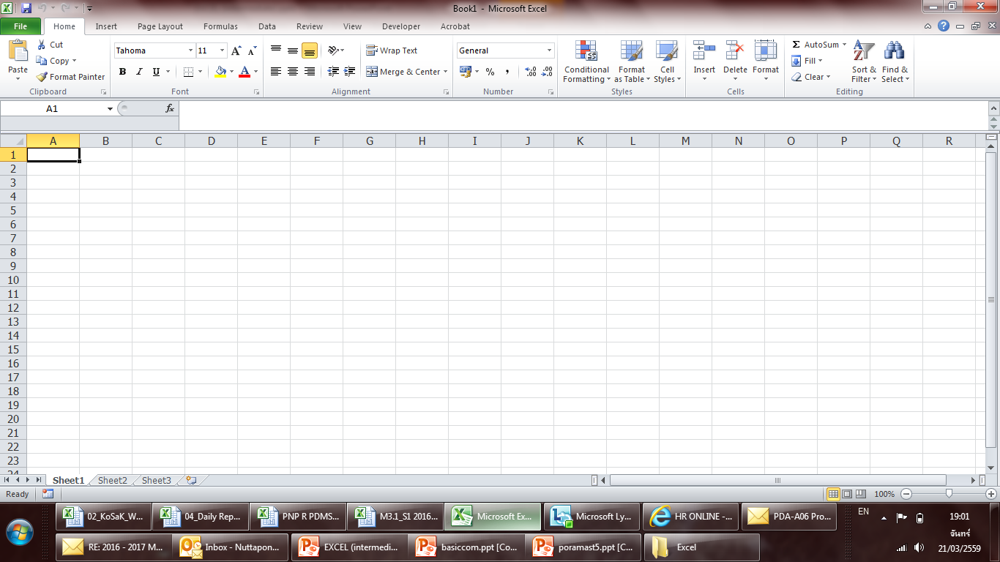 Book1 - Microsoft Excel
File Home Insert Page Layout Formulas Data Review View Developer Acrobat
Paste
Cut
Copy
Format Painter
Clipboard
Tahoma 11
B I U A
Font
Wrap Text
Merge & Center
Alignment
General
% ,
Number
Conditional Formatting
Format as Table
Cell Styles
Styles
Insert Delete Format
Cells
Σ AutoSum
Fill
Clear
Sort & Filter
Find & Select
Editing
A1 fx
A B C D E F G H I J K L M N O P Q R
1
2
3
4
5
6
7
8
9
10
11
12
13
14
15
16
17
18
19
20
21
22
23
24
Sheet1 Sheet2 Sheet3
Ready 100%
02_KoSaK_W... 04_Daily Rep... PNP R PDMS... M3.1_S1 2016... Microsoft Ex... Microsoft Ly... HR ONLINE -... PDA-A06 Pro... EN 19:01
จันทร์
RE: 2016 - 2017 M... Inbox - Nuttapon... EXCEL (intermedi... basiccom.ppt [Co... poramast5.ppt [C... Excel 21/03/2559